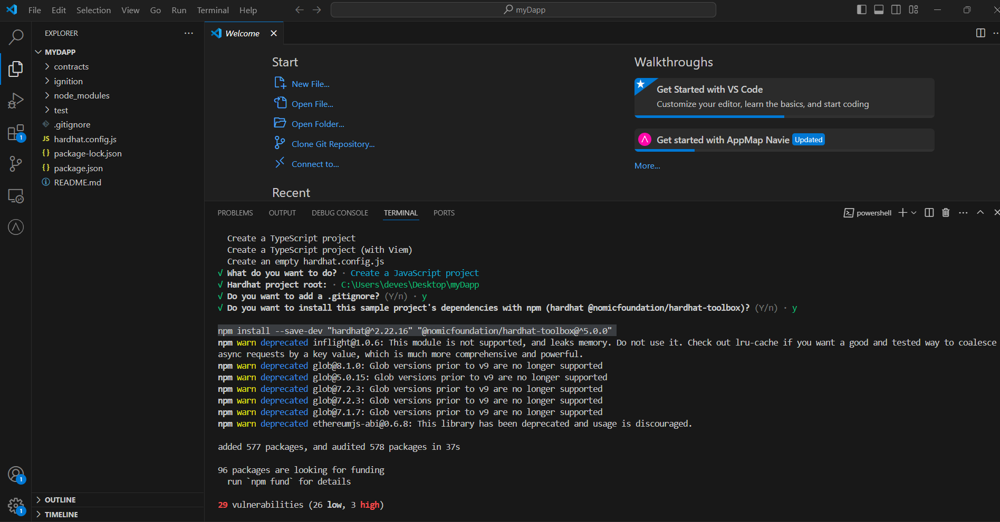 File Edit Selection View Go Run Terminal Help
myDapp
EXPLORER
MYDAPP
contracts
ignition
node_modules
test
.gitignore
JS hardhat.config.js
{} package-lock.json
{} package.json
README.md
OUTLINE
TIMELINE
1
1
1
Welcome
Start
New File...
Open File...
Open Folder...
Clone Git Repository...
Connect to...
Recent
Walkthroughs
Get Started with VS Code
Customize your editor, learn the basics, and start coding
Get started with AppMap Navie Updated
More...
PROBLEMS OUTPUT DEBUG CONSOLE TERMINAL PORTS
powershell
Create a TypeScript project
Create a TypeScript project (with Viem)
Create an empty hardhat.config.js
√ What do you want to do? · Create a JavaScript project
√ Hardhat project root: · C:\Users\deves\Desktop\myDapp
√ Do you want to add a .gitignore? (Y/n) · y
√ Do you want to install this sample project's dependencies with npm (hardhat @nomicfoundation/hardhat-toolbox)? (Y/n) · y
npm install --save-dev "hardhat@^2.22.16" "@nomicfoundation/hardhat-toolbox@^5.0.0"
npm warn deprecated inflight@1.0.6: This module is not supported, and leaks memory. Do not use it. Check out lru-cache if you want a good and tested way to coalesce
async requests by a key value, which is much more comprehensive and powerful.
npm warn deprecated glob@8.1.0: Glob versions prior to v9 are no longer supported
npm warn deprecated glob@5.0.15: Glob versions prior to v9 are no longer supported
npm warn deprecated glob@7.2.3: Glob versions prior to v9 are no longer supported
npm warn deprecated glob@7.2.3: Glob versions prior to v9 are no longer supported
npm warn deprecated glob@7.1.7: Glob versions prior to v9 are no longer supported
npm warn deprecated ethereumjs-abi@0.6.8: This library has been deprecated and usage is discouraged.
added 577 packages, and audited 578 packages in 37s
96 packages are looking for funding
run `npm fund` for details
29 vulnerabilities (26 low, 3 high)